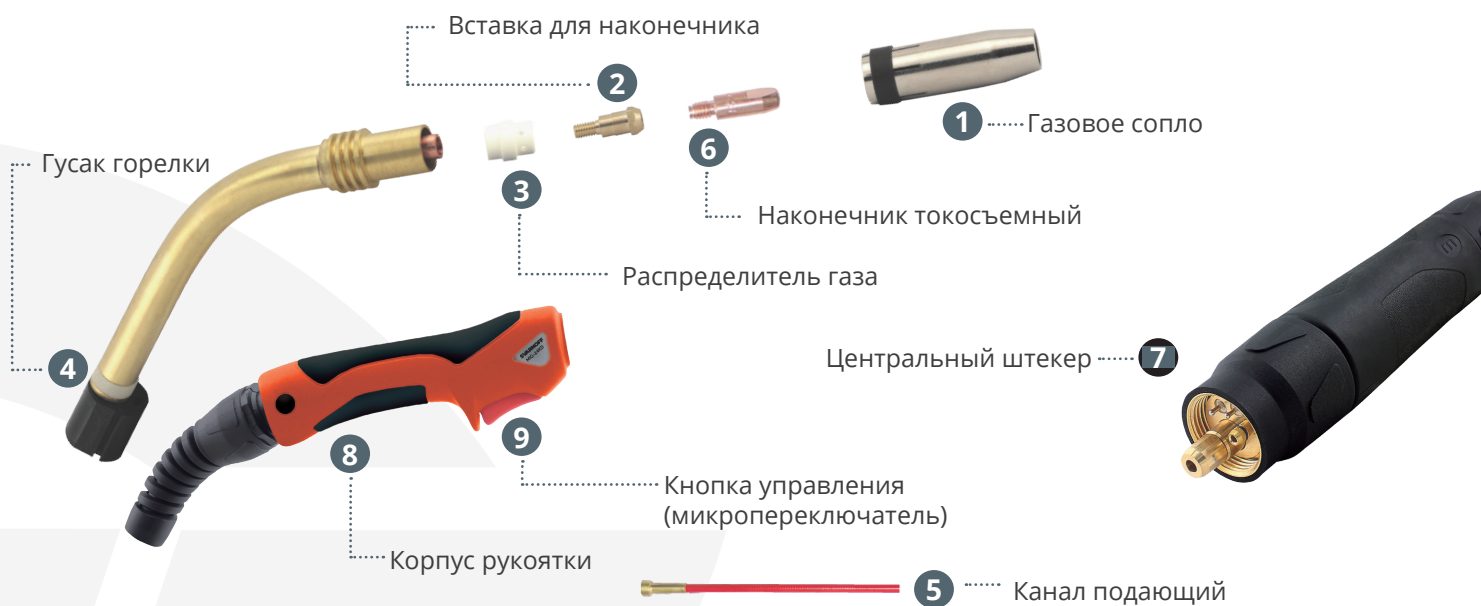 Вставка для наконечника
2
1
Газовое сопло
6
Гусак горелки
3
Наконечник токосъемный
Распределитель газа
4
Центральный штекер
7
8
9
Кнопка управления
(микропереключатель)
Корпус рукоятки
5
Канал подающий